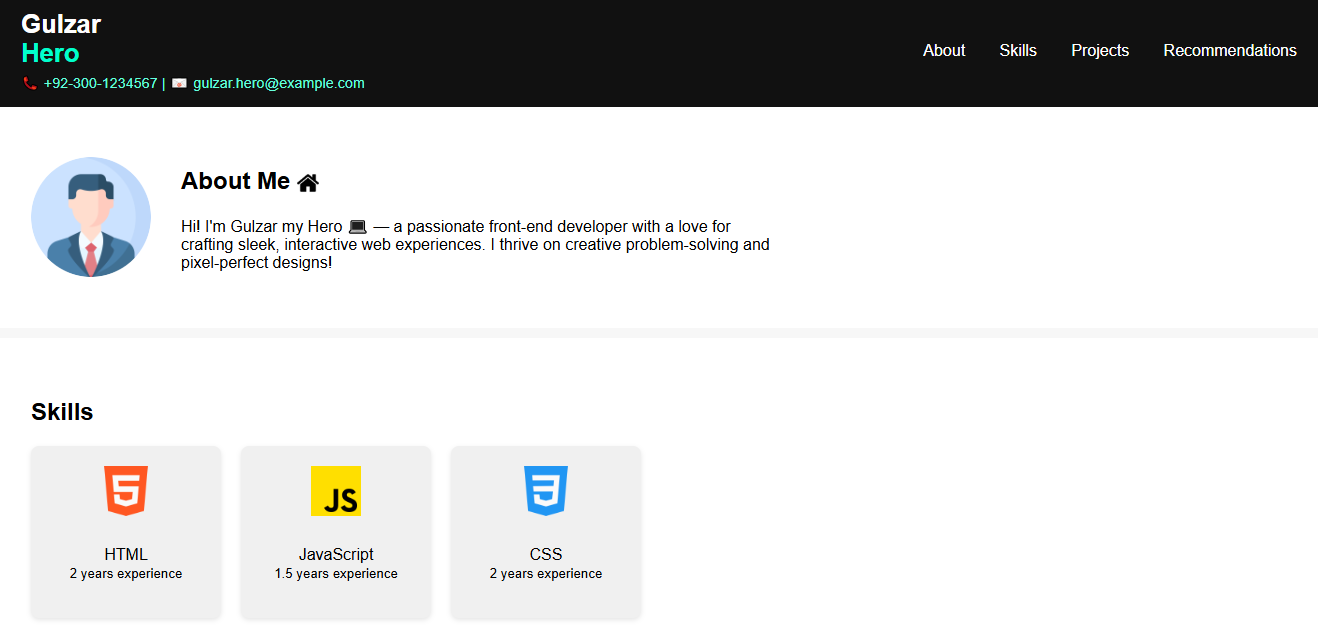 Gulzar
Hero
📞 +92-300-1234567 | 📧 gulzar.hero@example.com
About Skills Projects Recommendations
About Me 🏠
Hi! I'm Gulzar my Hero 💻 — a passionate front-end developer with a love for
crafting sleek, interactive web experiences. I thrive on creative problem-solving and
pixel-perfect designs!
Skills
5 JS 3
HTML JavaScript CSS
2 years experience 1.5 years experience 2 years experience